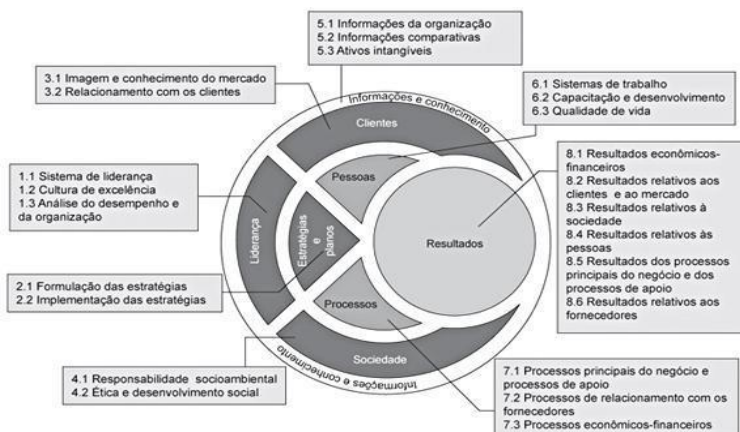 5.1 Informações da organização
5.2 Informações comparativas
5.3 Ativos intangíveis
3.1 Imagem e conhecimento do mercado
3.2 Relacionamento com os clientes
6.1 Sistemas de trabalho
6.2 Capacitação e desenvolvimento
6.3 Qualidade de vida
Informações e conhecimento
Clientes
1.1 Sistema de liderança
1.2 Cultura de excelência
1.3 Análise do desempenho e
da organização
Pessoas
8.1 Resultados econômicos-
financeiros
8.2 Resultados relativos aos
clientes e ao mercado
8.3 Resultados relativos à
sociedade
8.4 Resultados relativos às
pessoas
8.5 Resultados dos processos
principais do negócio e dos
processos de apoio
8.6 Resultados relativos aos
fornecedores
Liderança
Estratégias
e
planos
Resultados
2.1 Formulação das estratégias
2.2 Implementação das estratégias
Processos
Sociedade
Informações e conhecimento
4.1 Responsabilidade socioambiental
4.2 Ética e desenvolvimento social
7.1 Processos principais do negócio e
processos de apoio
7.2 Processos de relacionamento com os
fornecedores
7.3 Processos econômicos-financeiros